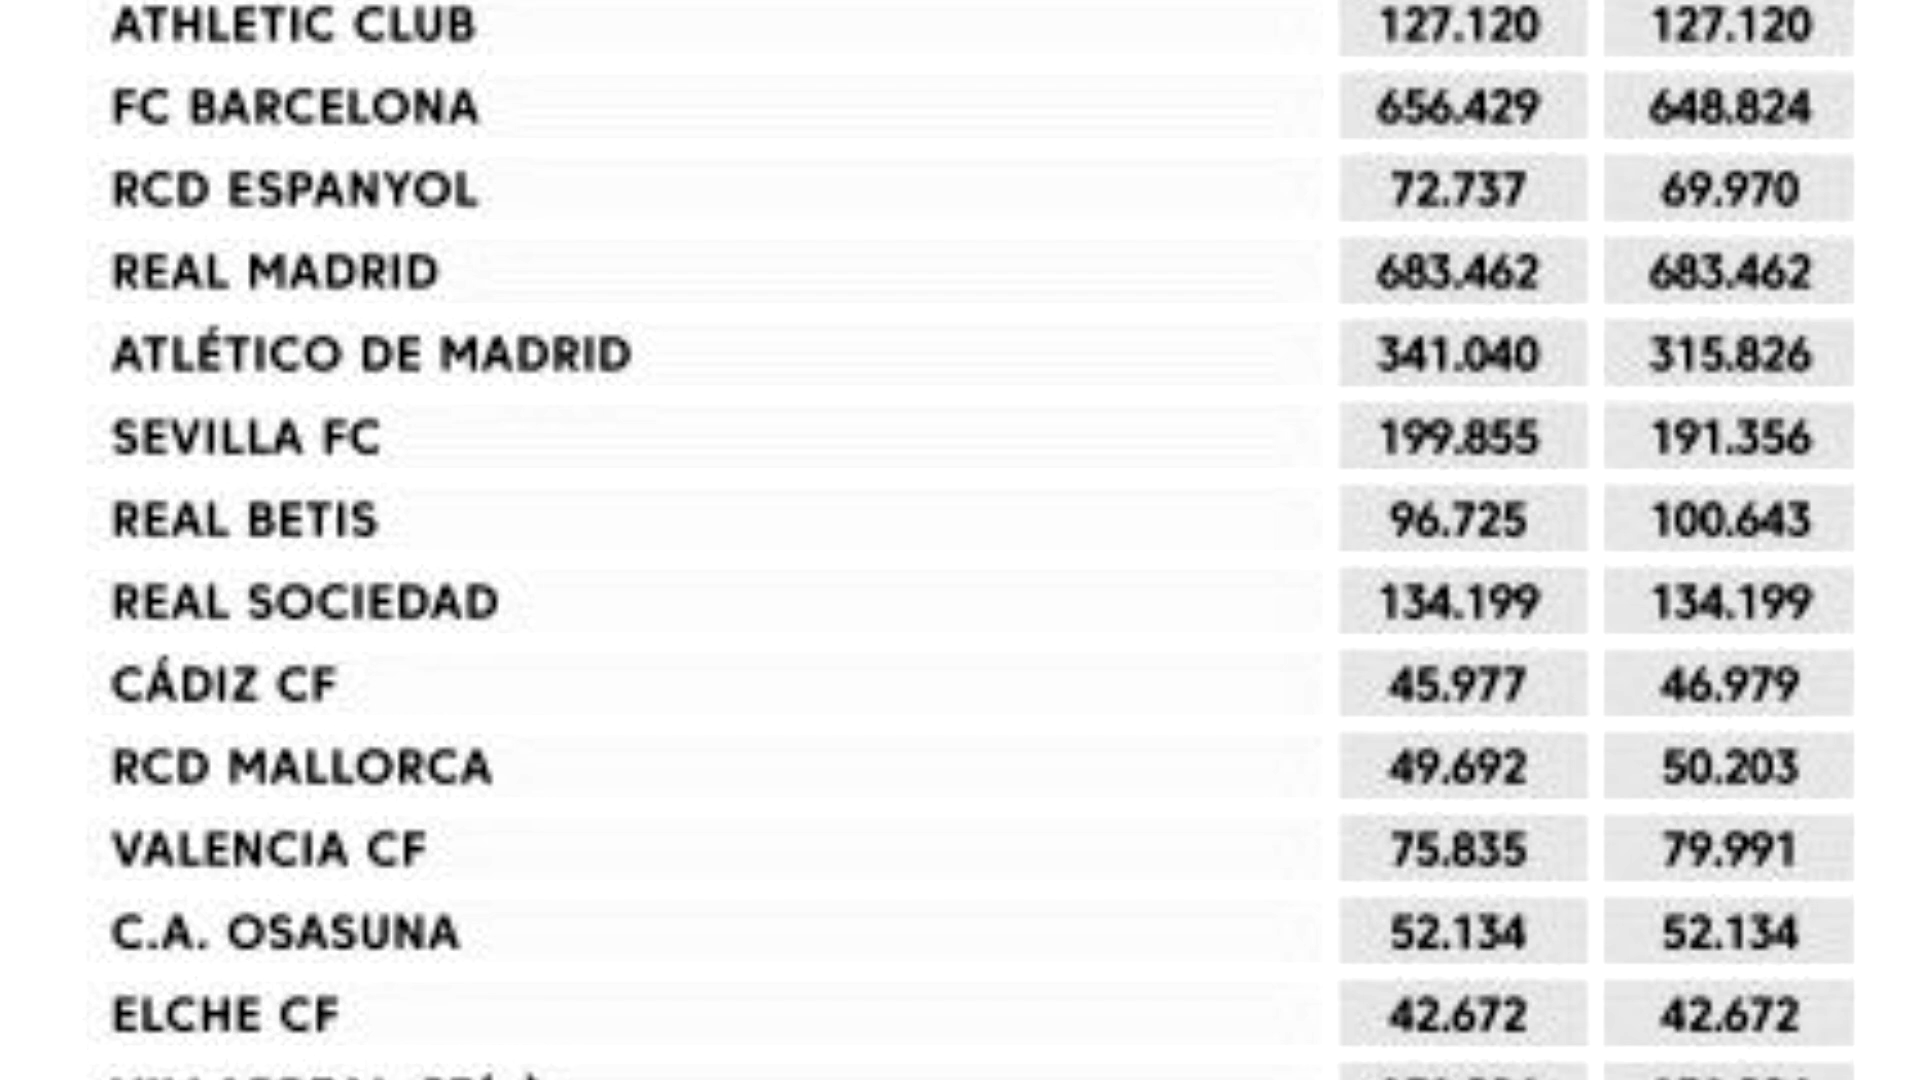 ATHLETIC CLUB 127.120 127.120
FC BARCELONA 656.429 648.824
RCD ESPANYOL 72.737 69.970
REAL MADRID 683.462 683.462
ATLÉTICO DE MADRID 341.040 315.826
SEVILLA FC 199.855 191.356
REAL BETIS 96.725 100.643
REAL SOCIEDAD 134.199 134.199
CÁDIZ CF 45.977 46.979
RCD MALLORCA 49.692 50.203
VALENCIA CF 75.835 79.991
C.A. OSASUNA 52.134 52.134
ELCHE CF 42.672 42.672